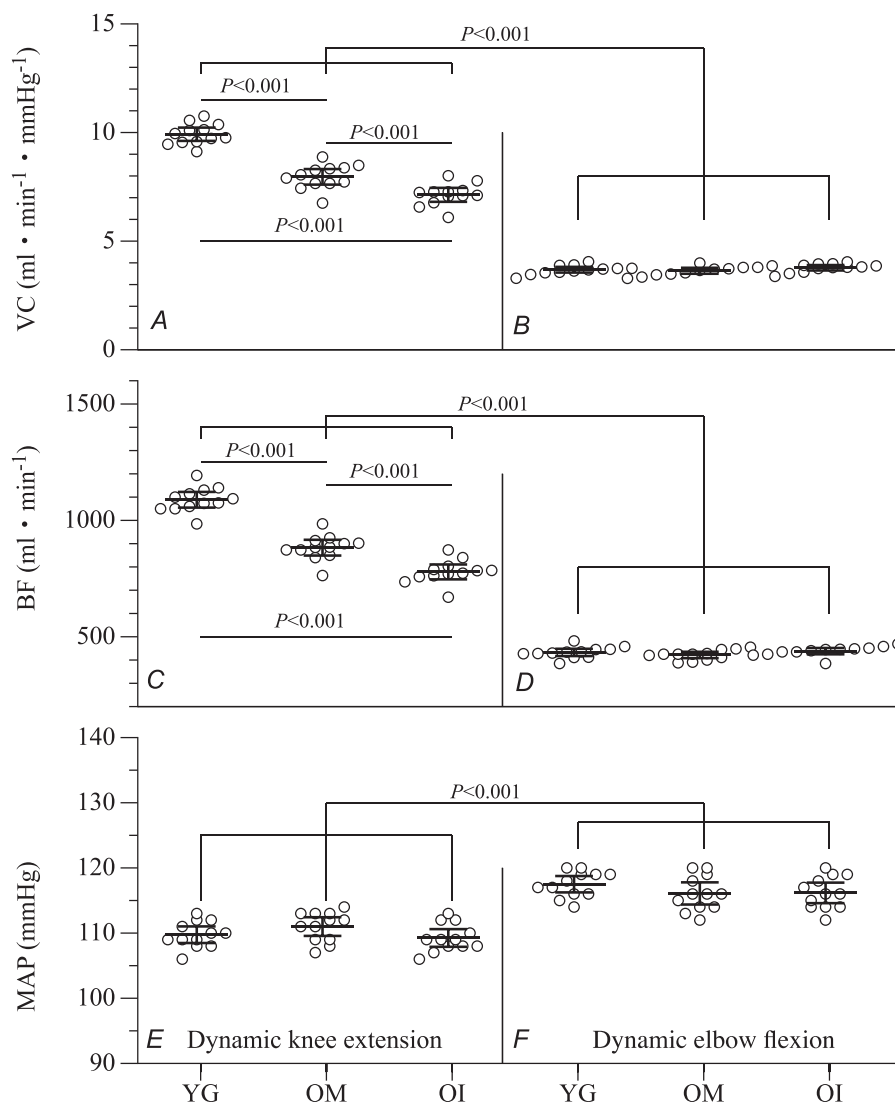 VC (ml • min⁻¹ • mmHg⁻¹)
15
10
5
0
P<0.001
P<0.001
P<0.001
P<0.001
A
B
BF (ml • min⁻¹)
1500
1000
500
P<0.001
P<0.001
P<0.001
P<0.001
C
D
MAP (mmHg)
140
130
120
110
100
90
P<0.001
E Dynamic knee extension
F Dynamic elbow flexion
YG OM OI YG OM OI